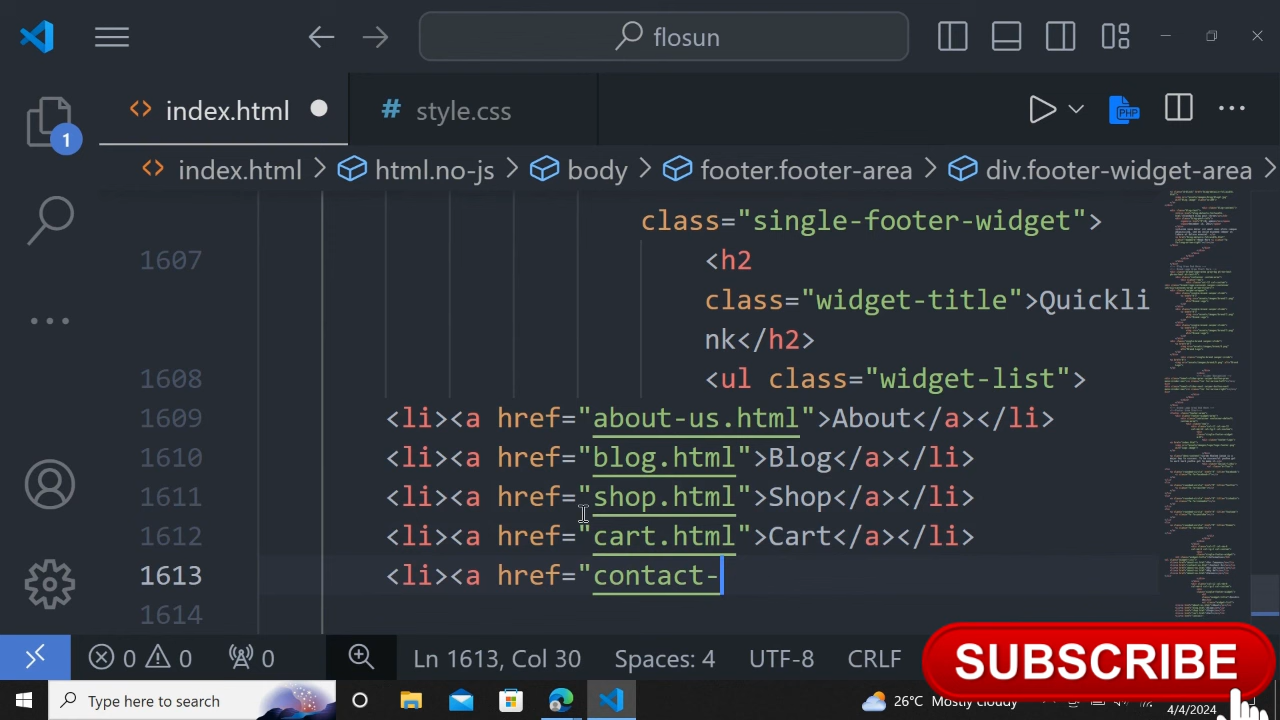 flosun
index.html
# style.css
1
index.html > html.no-js > body > footer.footer-area > div.footer-widget-area >
class="single-footer-widget">
1607 <h2
class="widget-title">Quickli
nk</h2>
1608 <ul class="widget-list">
1609 <li><a href="about-us.html">About</a></li>
1610 <li><a href="blog.html">Blog</a></li>
1611 <li><a href="shop.html">Shop</a></li>
1612 <li><a href="cart.html">Cart</a></li>
1613 <li><a href="contact-
1614
0 0 0 Ln 1613, Col 30 Spaces: 4 UTF-8 CRLF
SUBSCRIBE
Type here to search
26°C Mostly cloudy
4/4/2024